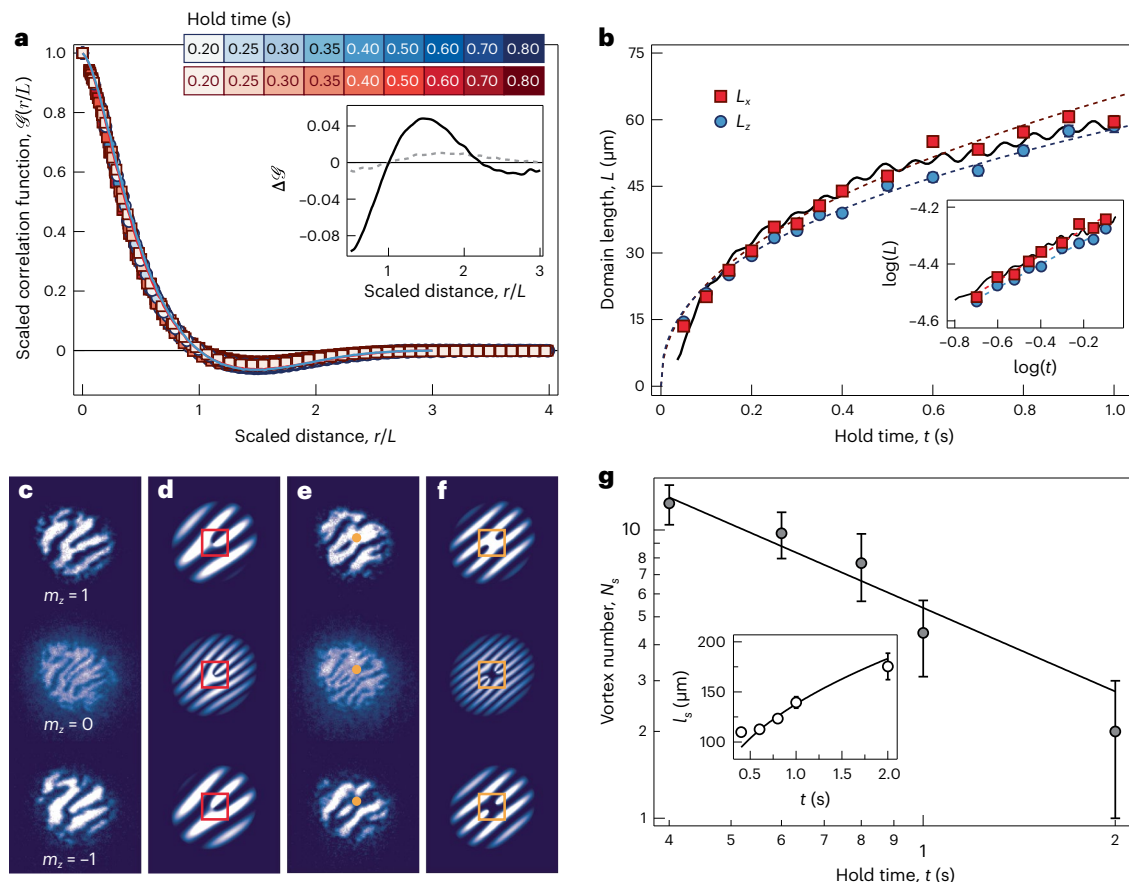 Hold time (s)
a
0.20 0.25 0.30 0.35 0.40 0.50 0.60 0.70 0.80
0.20 0.25 0.30 0.35 0.40 0.50 0.60 0.70 0.80
Scaled correlation function, 𝒢(r/L)
1.0
0.8
0.6
0.4
0.2
0
0 1 2 3 4
Scaled distance, r/L
Δ𝒢
0.04
0
−0.04
−0.08
1 2 3
Scaled distance, r/L
b
Domain length, L (μm)
75
60
45
30
15
0
0 0.2 0.4 0.6 0.8 1.0
Hold time, t (s)
Lx
Lz
log(L)
−4.2
−4.4
−4.6
−0.8 −0.6 −0.4 −0.2
log(t)
c d e f
mz = 1
mz = 0
mz = −1
g
Vortex number, Ns
10
8
7
6
5
4
3
2
1
4 5 6 7 8 9 1 2
Hold time, t (s)
ls (μm)
200
150
100
0.5 1.0 1.5 2.0
t (s)